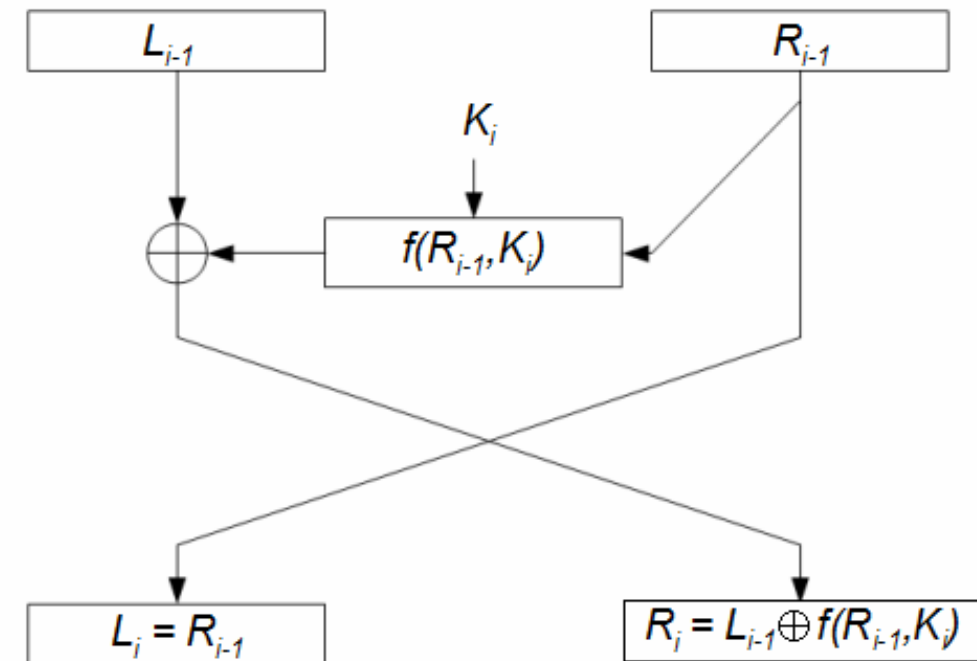 L_{i-1}
R_{i-1}
K_i
f(R_{i-1},K_i)
L_i = R_{i-1}
R_i = L_{i-1}⊕f(R_{i-1},K_i)